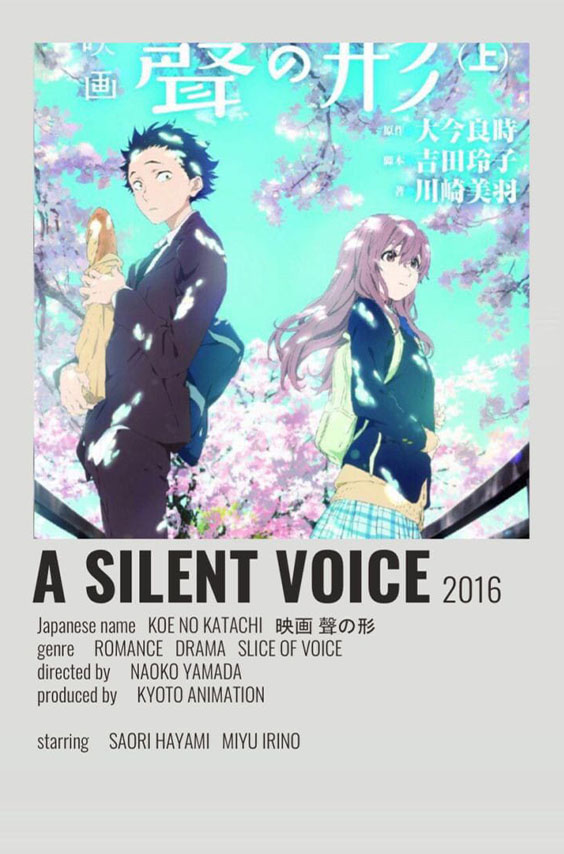 映画 聲の形 (上)
原作 大今良時
脚本 吉田玲子
著 川崎美羽
A SILENT VOICE 2016
Japanese name KOE NO KATACHI 映画 聲の形
genre ROMANCE DRAMA SLICE OF VOICE
directed by NAOKO YAMADA
produced by KYOTO ANIMATION
starring SAORI HAYAMI MIYU IRINO